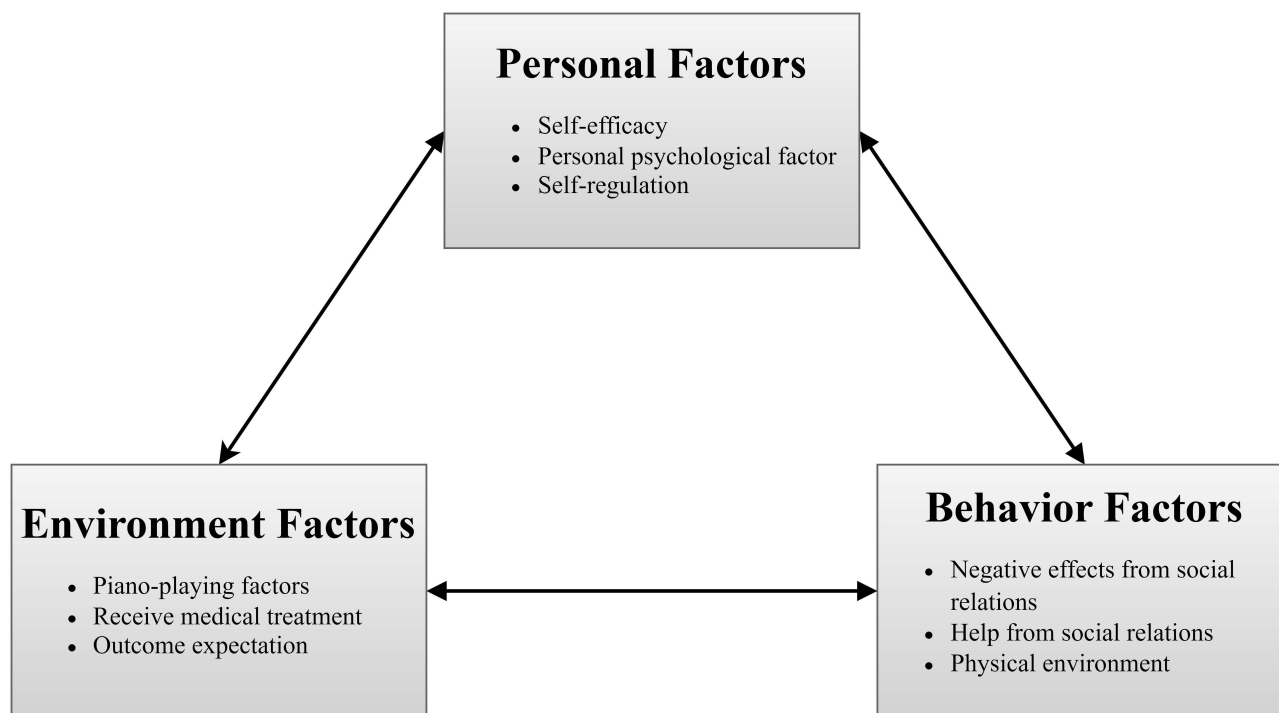 Personal Factors
• Self-efficacy
• Personal psychological factor
• Self-regulation
Environment Factors
• Piano-playing factors
• Receive medical treatment
• Outcome expectation
Behavior Factors
• Negative effects from social
relations
• Help from social relations
• Physical environment